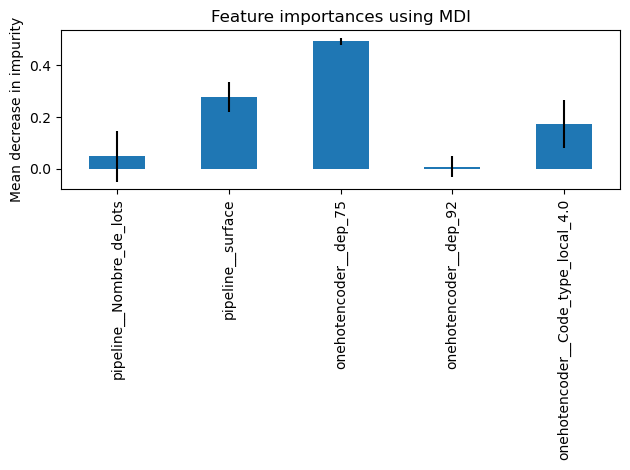 Feature importances using MDI
Mean decrease in impurity
0.4
0.2
0.0
pipeline__Nombre_de_lots
pipeline__surface
onehotencoder__dep_75
onehotencoder__dep_92
onehotencoder__Code_type_local_4.0